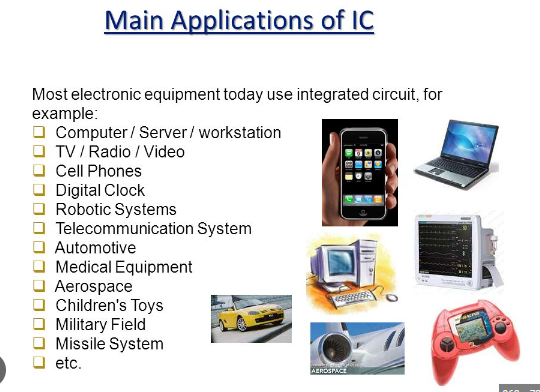 Main Applications of IC
Most electronic equipment today use integrated circuit, for
example:
Computer / Server / workstation
TV / Radio / Video
Cell Phones
Digital Clock
Robotic Systems
Telecommunication System
Automotive
Medical Equipment
Aerospace
Children's Toys
Military Field
Missile System
etc.
AEROSPACE